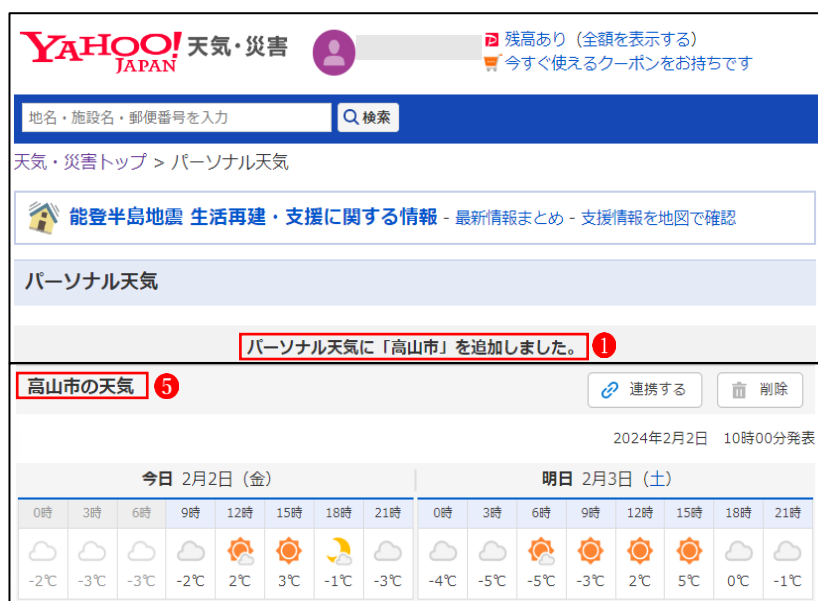 YAHOO! JAPAN 天気・災害
残高あり（全額を表示する）
今すぐ使えるクーポンをお持ちです
地名・施設名・郵便番号を入力 検索
天気・災害トップ > パーソナル天気
能登半島地震 生活再建・支援に関する情報 - 最新情報まとめ - 支援情報を地図で確認
パーソナル天気
パーソナル天気に「高山市」を追加しました。 1
高山市の天気 5 連携する 削除
2024年2月2日 10時00分発表
今日 2月2日（金） 明日 2月3日（土）
0時 3時 6時 9時 12時 15時 18時 21時 0時 3時 6時 9時 12時 15時 18時 21時
-2℃ -3℃ -3℃ -2℃ 2℃ 3℃ -1℃ -3℃ -4℃ -5℃ -5℃ -3℃ 2℃ 5℃ 0℃ -1℃